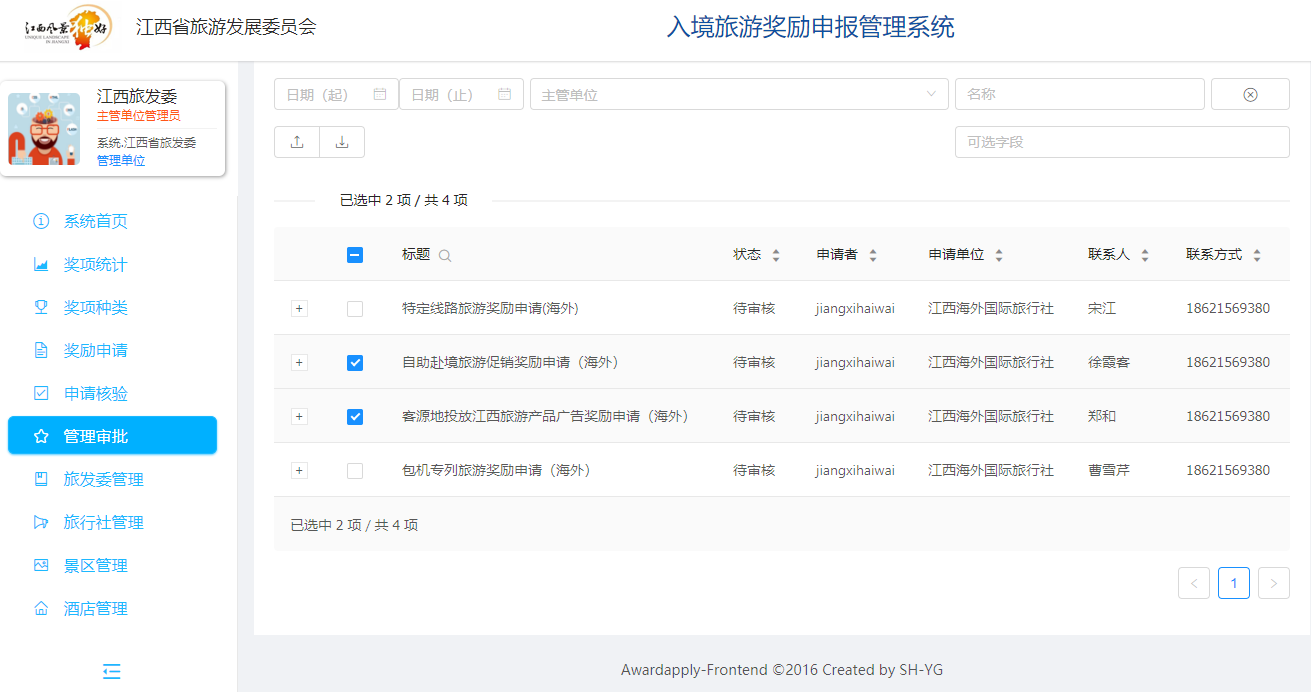 江西风景独好
UNIQUE LANDSCAPE
IN JIANGXI
江西省旅游发展委员会
入境旅游奖励申报管理系统
江西旅发委
主管单位管理员
系统.江西省旅发委
管理单位
系统首页
奖项统计
奖项种类
奖励申请
申请核验
管理审批
旅发委管理
旅行社管理
景区管理
酒店管理
日期（起） 日期（止） 主管单位 名称
可选字段
已选中 2 项 / 共 4 项
标题 状态 申请者 申请单位 联系人 联系方式
+ 特定线路旅游奖励申请(海外) 待审核 jiangxihaiwai 江西海外国际旅行社 宋江 18621569380
+ 自助赴境旅游促销奖励申请（海外） 待审核 jiangxihaiwai 江西海外国际旅行社 徐霞客 18621569380
+ 客源地投放江西旅游产品广告奖励申请（海外） 待审核 jiangxihaiwai 江西海外国际旅行社 郑和 18621569380
+ 包机专列旅游奖励申请（海外） 待审核 jiangxihaiwai 江西海外国际旅行社 曹雪芹 18621569380
已选中 2 项 / 共 4 项
< 1 >
Awardapply-Frontend ©2016 Created by SH-YG